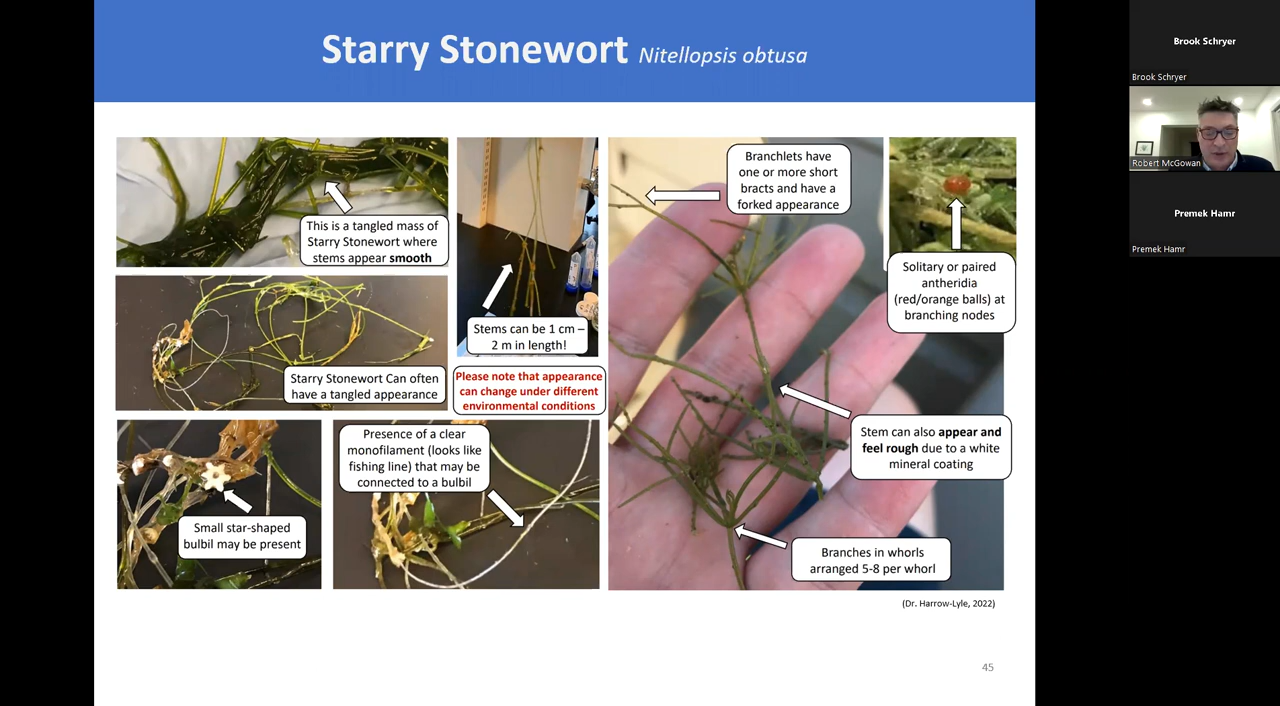 Starry Stonewort Nitellopsis obtusa
This is a tangled mass of
Starry Stonewort where
stems appear smooth
Stems can be 1 cm –
2 m in length!
Branchlets have
one or more short
bracts and have a
forked appearance
Solitary or paired
antheridia
(red/orange balls) at
branching nodes
Starry Stonewort Can often
have a tangled appearance
Please note that appearance
can change under different
environmental conditions
Stem can also appear and
feel rough due to a white
mineral coating
Small star-shaped
bulbil may be present
Presence of a clear
monofilament (looks like
fishing line) that may be
connected to a bulbil
Branches in whorls
arranged 5-8 per whorl
(Dr. Harrow-Lyle, 2022)
45
Brook Schryer
Brook Schryer
Robert McGowan
Premek Hamr
Premek Hamr